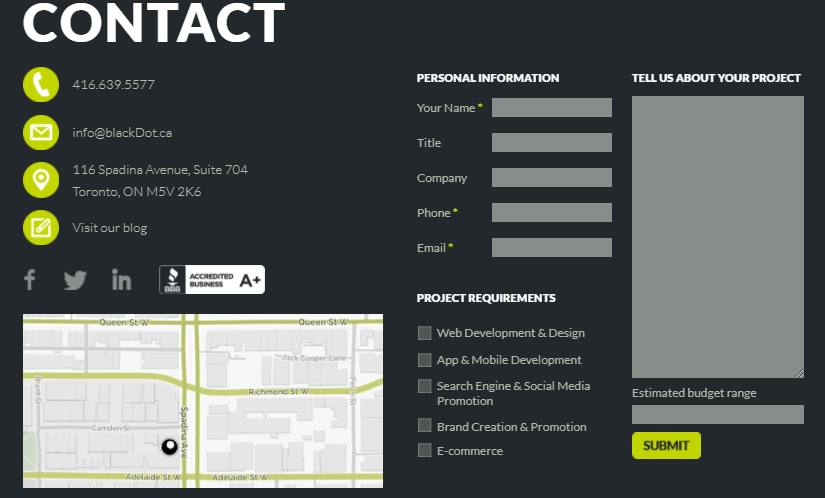 CONTACT
416.639.5577
info@blackDot.ca
116 Spadina Avenue, Suite 704
Toronto, ON M5V 2K6
Visit our blog
f
in
BBB
ACCREDITED
BUSINESS
A+
Queen St W
Queen St W
Jack Cooper Lane
Richmond St W
Camden St
Spadina Ave
Adelaide St W
Adelaide St W
PERSONAL INFORMATION
Your Name *
Title
Company
Phone *
Email *
PROJECT REQUIREMENTS
Web Development & Design
App & Mobile Development
Search Engine & Social Media
Promotion
Brand Creation & Promotion
E-commerce
TELL US ABOUT YOUR PROJECT
Estimated budget range
SUBMIT